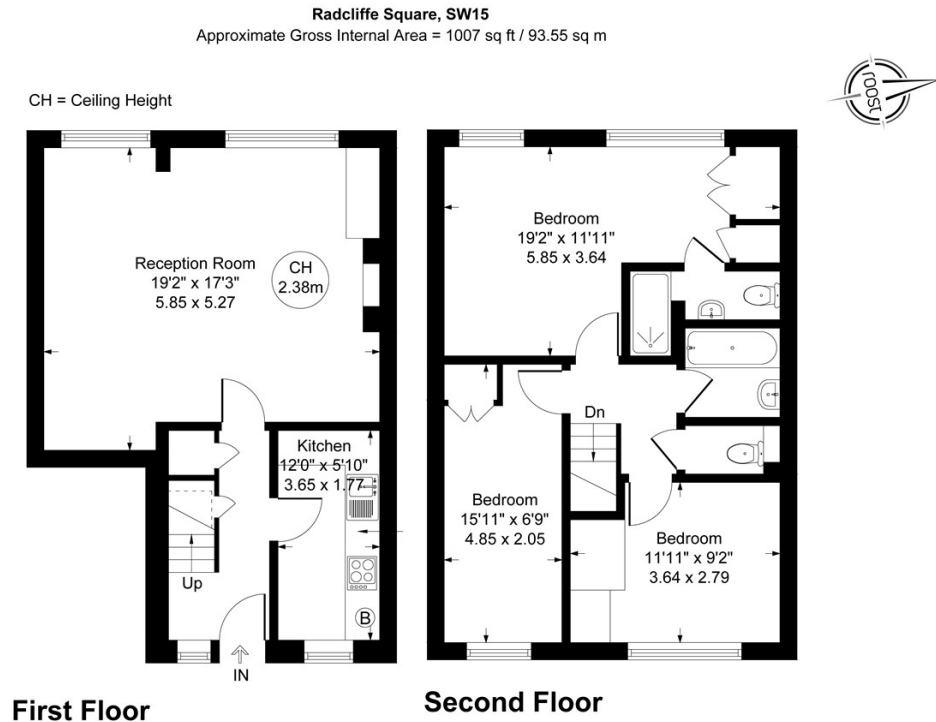 Radcliffe Square, SW15
Approximate Gross Internal Area = 1007 sq ft / 93.55 sq m
roost
CH = Ceiling Height
Reception Room
19'2" x 17'3"
5.85 x 5.27
CH
2.38m
Kitchen
12'0" x 5'10"
3.65 x 1.77
Up
B
IN
First Floor
Bedroom
19'2" x 11'11"
5.85 x 3.64
Dn
Bedroom
15'11" x 6'9"
4.85 x 2.05
Bedroom
11'11" x 9'2"
3.64 x 2.79
Second Floor